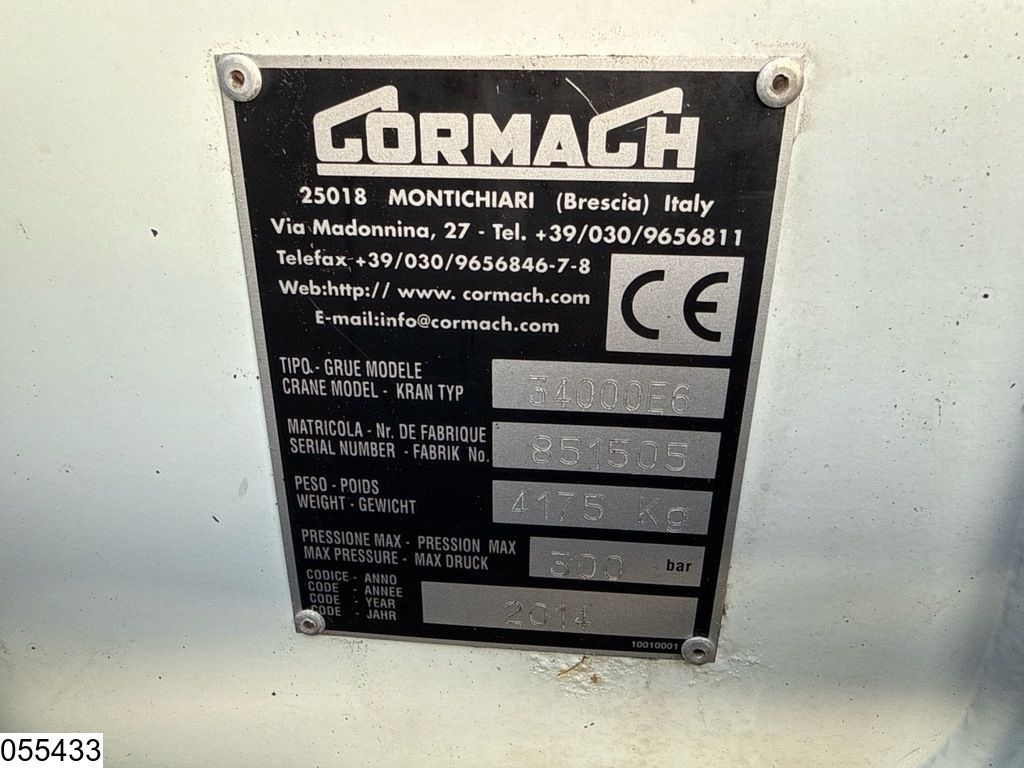 CORMACH
25018 MONTICHIARI (Brescia) Italy
Via Madonnina, 27 - Tel. +39/030/9656811
Telefax +39/030/9656846-7-8
Web:http:// www. cormach.com
E-mail:info@cormach.com
CE
TIPO - GRUE MODELE
CRANE MODEL - KRAN TYP
34000E6
MATRICOLA - Nr. DE FABRIQUE
SERIAL NUMBER - FABRIK No.
851505
PESO - POIDS
WEIGHT - GEWICHT
4175 Kg
PRESSIONE MAX - PRESSION MAX
MAX PRESSURE - MAX DRUCK
300 bar
CODICE - ANNO
CODE - ANNEE
CODE - YEAR
CODE - JAHR
2014
10010001
055433